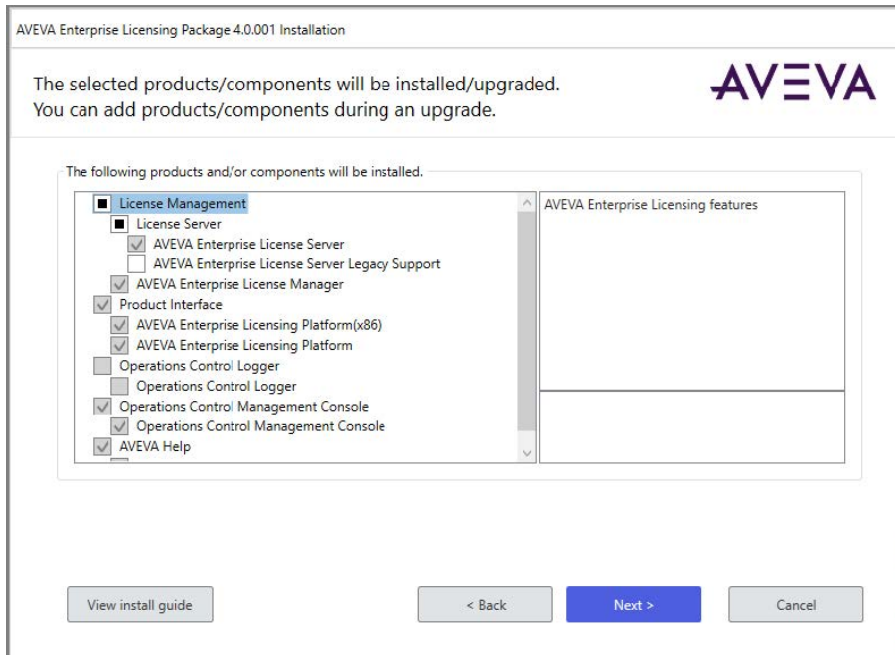 AVEVA Enterprise Licensing Package 4.0.001 Installation
The selected products/components will be installed/upgraded.
You can add products/components during an upgrade.
AVEVA
The following products and/or components will be installed.
License Management
License Server
AVEVA Enterprise License Server
AVEVA Enterprise License Server Legacy Support
AVEVA Enterprise License Manager
Product Interface
AVEVA Enterprise Licensing Platform(x86)
AVEVA Enterprise Licensing Platform
Operations Control Logger
Operations Control Logger
Operations Control Management Console
Operations Control Management Console
AVEVA Help
AVEVA Enterprise Licensing features
View install guide
< Back
Next >
Cancel